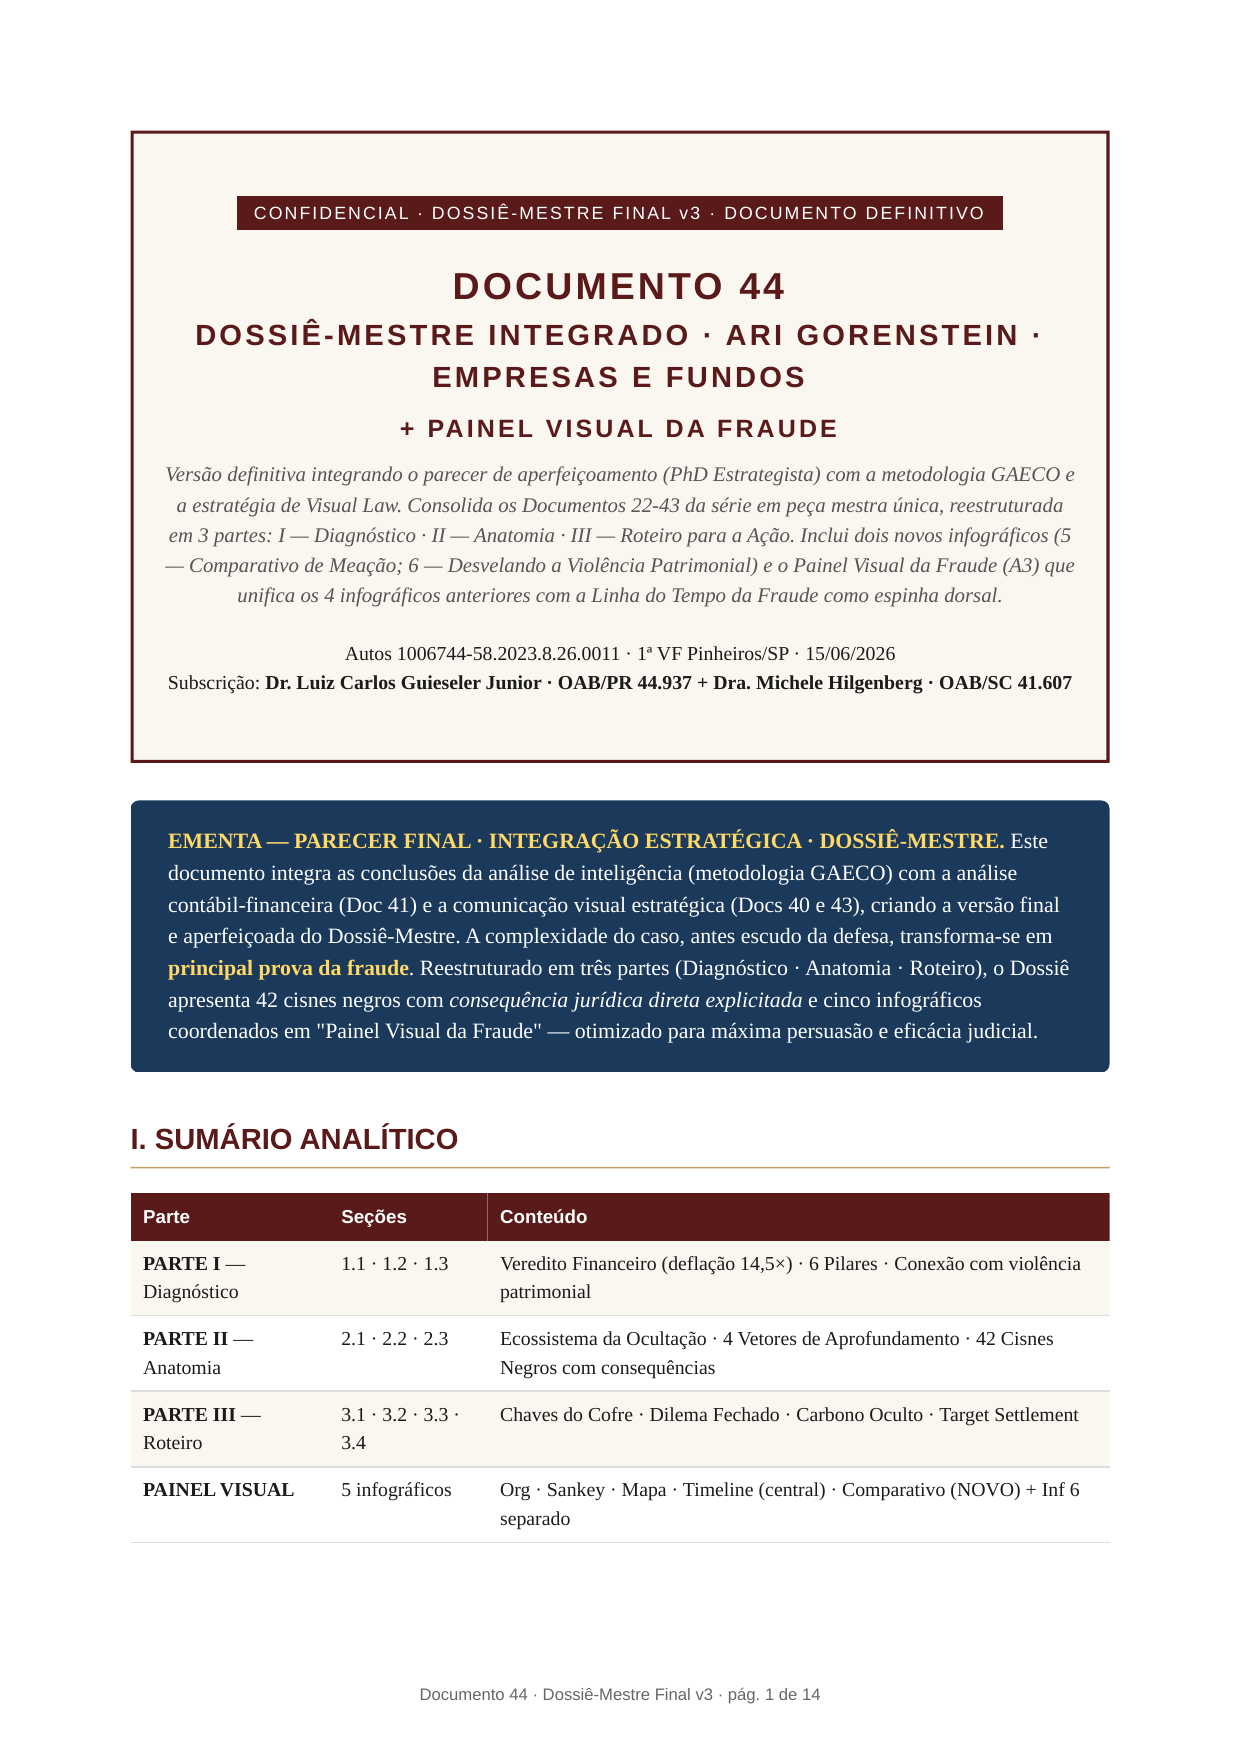 CONFIDENCIAL · DOSSIÊ-MESTRE FINAL v3 · DOCUMENTO DEFINITIVO
DOCUMENTO 44
DOSSIÊ-MESTRE INTEGRADO · ARI GORENSTEIN ·
EMPRESAS E FUNDOS
+ PAINEL VISUAL DA FRAUDE
Versão definitiva integrando o parecer de aperfeiçoamento (PhD Estrategista) com a metodologia GAECO e
a estratégia de Visual Law. Consolida os Documentos 22-43 da série em peça mestra única, reestruturada
em 3 partes: I — Diagnóstico · II — Anatomia · III — Roteiro para a Ação. Inclui dois novos infográficos (5
— Comparativo de Meação; 6 — Desvelando a Violência Patrimonial) e o Painel Visual da Fraude (A3) que
unifica os 4 infográficos anteriores com a Linha do Tempo da Fraude como espinha dorsal.
Autos 1006744-58.2023.8.26.0011 · 1ª VF Pinheiros/SP · 15/06/2026
Subscrição: Dr. Luiz Carlos Guieseler Junior · OAB/PR 44.937 + Dra. Michele Hilgenberg · OAB/SC 41.607
EMENTA — PARECER FINAL · INTEGRAÇÃO ESTRATÉGICA · DOSSIÊ-MESTRE. Este
documento integra as conclusões da análise de inteligência (metodologia GAECO) com a análise
contábil-financeira (Doc 41) e a comunicação visual estratégica (Docs 40 e 43), criando a versão final
e aperfeiçoada do Dossiê-Mestre. A complexidade do caso, antes escudo da defesa, transforma-se em
principal prova da fraude. Reestruturado em três partes (Diagnóstico · Anatomia · Roteiro), o Dossiê
apresenta 42 cisnes negros com consequência jurídica direta explicitada e cinco infográficos
coordenados em "Painel Visual da Fraude" — otimizado para máxima persuasão e eficácia judicial.
I. SUMÁRIO ANALÍTICO
Parte Seções Conteúdo
PARTE I — 1.1 · 1.2 · 1.3 Veredito Financeiro (deflação 14,5×) · 6 Pilares · Conexão com violência
Diagnóstico patrimonial
PARTE II — 2.1 · 2.2 · 2.3 Ecossistema da Ocultação · 4 Vetores de Aprofundamento · 42 Cisnes
Anatomia Negros com consequências
PARTE III — 3.1 · 3.2 · 3.3 · Chaves do Cofre · Dilema Fechado · Carbono Oculto · Target Settlement
Roteiro 3.4
PAINEL VISUAL 5 infográficos Org · Sankey · Mapa · Timeline (central) · Comparativo (NOVO) + Inf 6
separado
Documento 44 · Dossiê-Mestre Final v3 · pág. 1 de 14